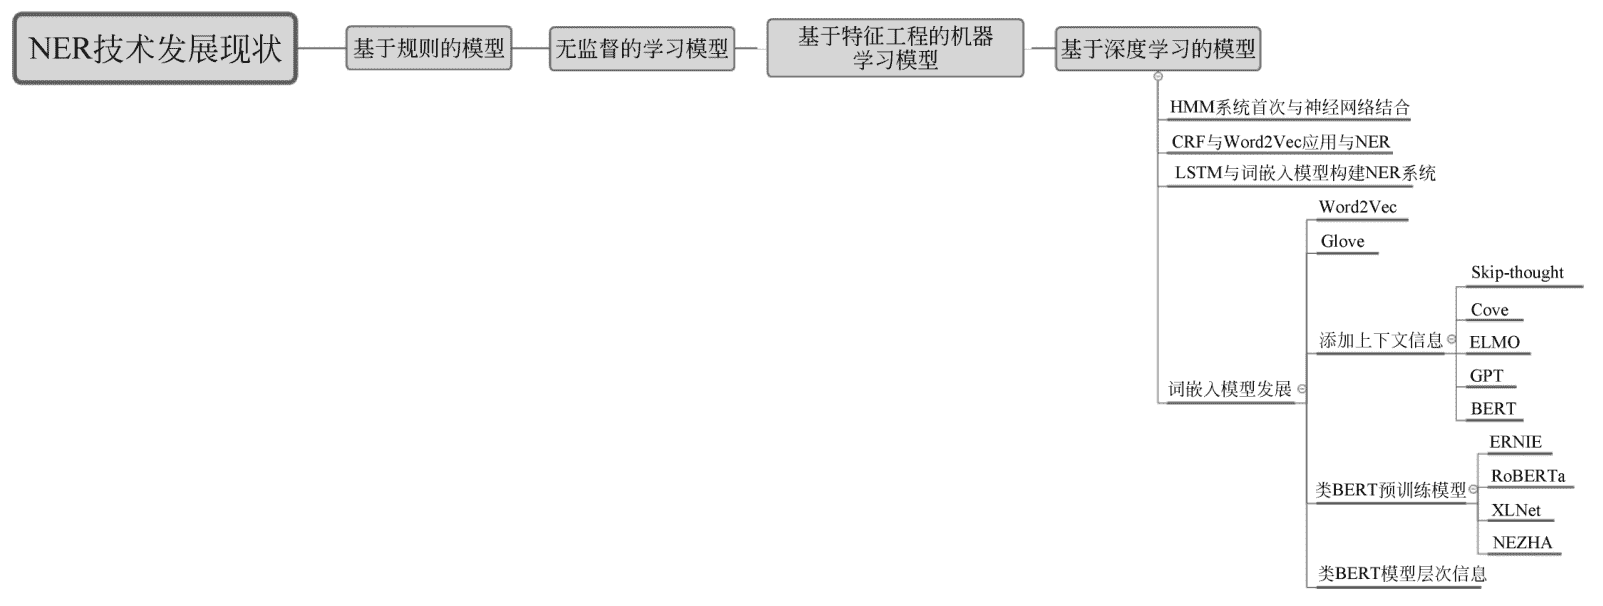 NER技术发展现状
基于规则的模型
无监督的学习模型
基于特征工程的机器
学习模型
基于深度学习的模型
HMM系统首次与神经网络结合
CRF与Word2Vec应用与NER
LSTM与词嵌入模型构建NER系统
词嵌入模型发展
Word2Vec
Glove
添加上下文信息
Skip-thought
Cove
ELMO
GPT
BERT
类BERT预训练模型
ERNIE
RoBERTa
XLNet
NEZHA
类BERT模型层次信息